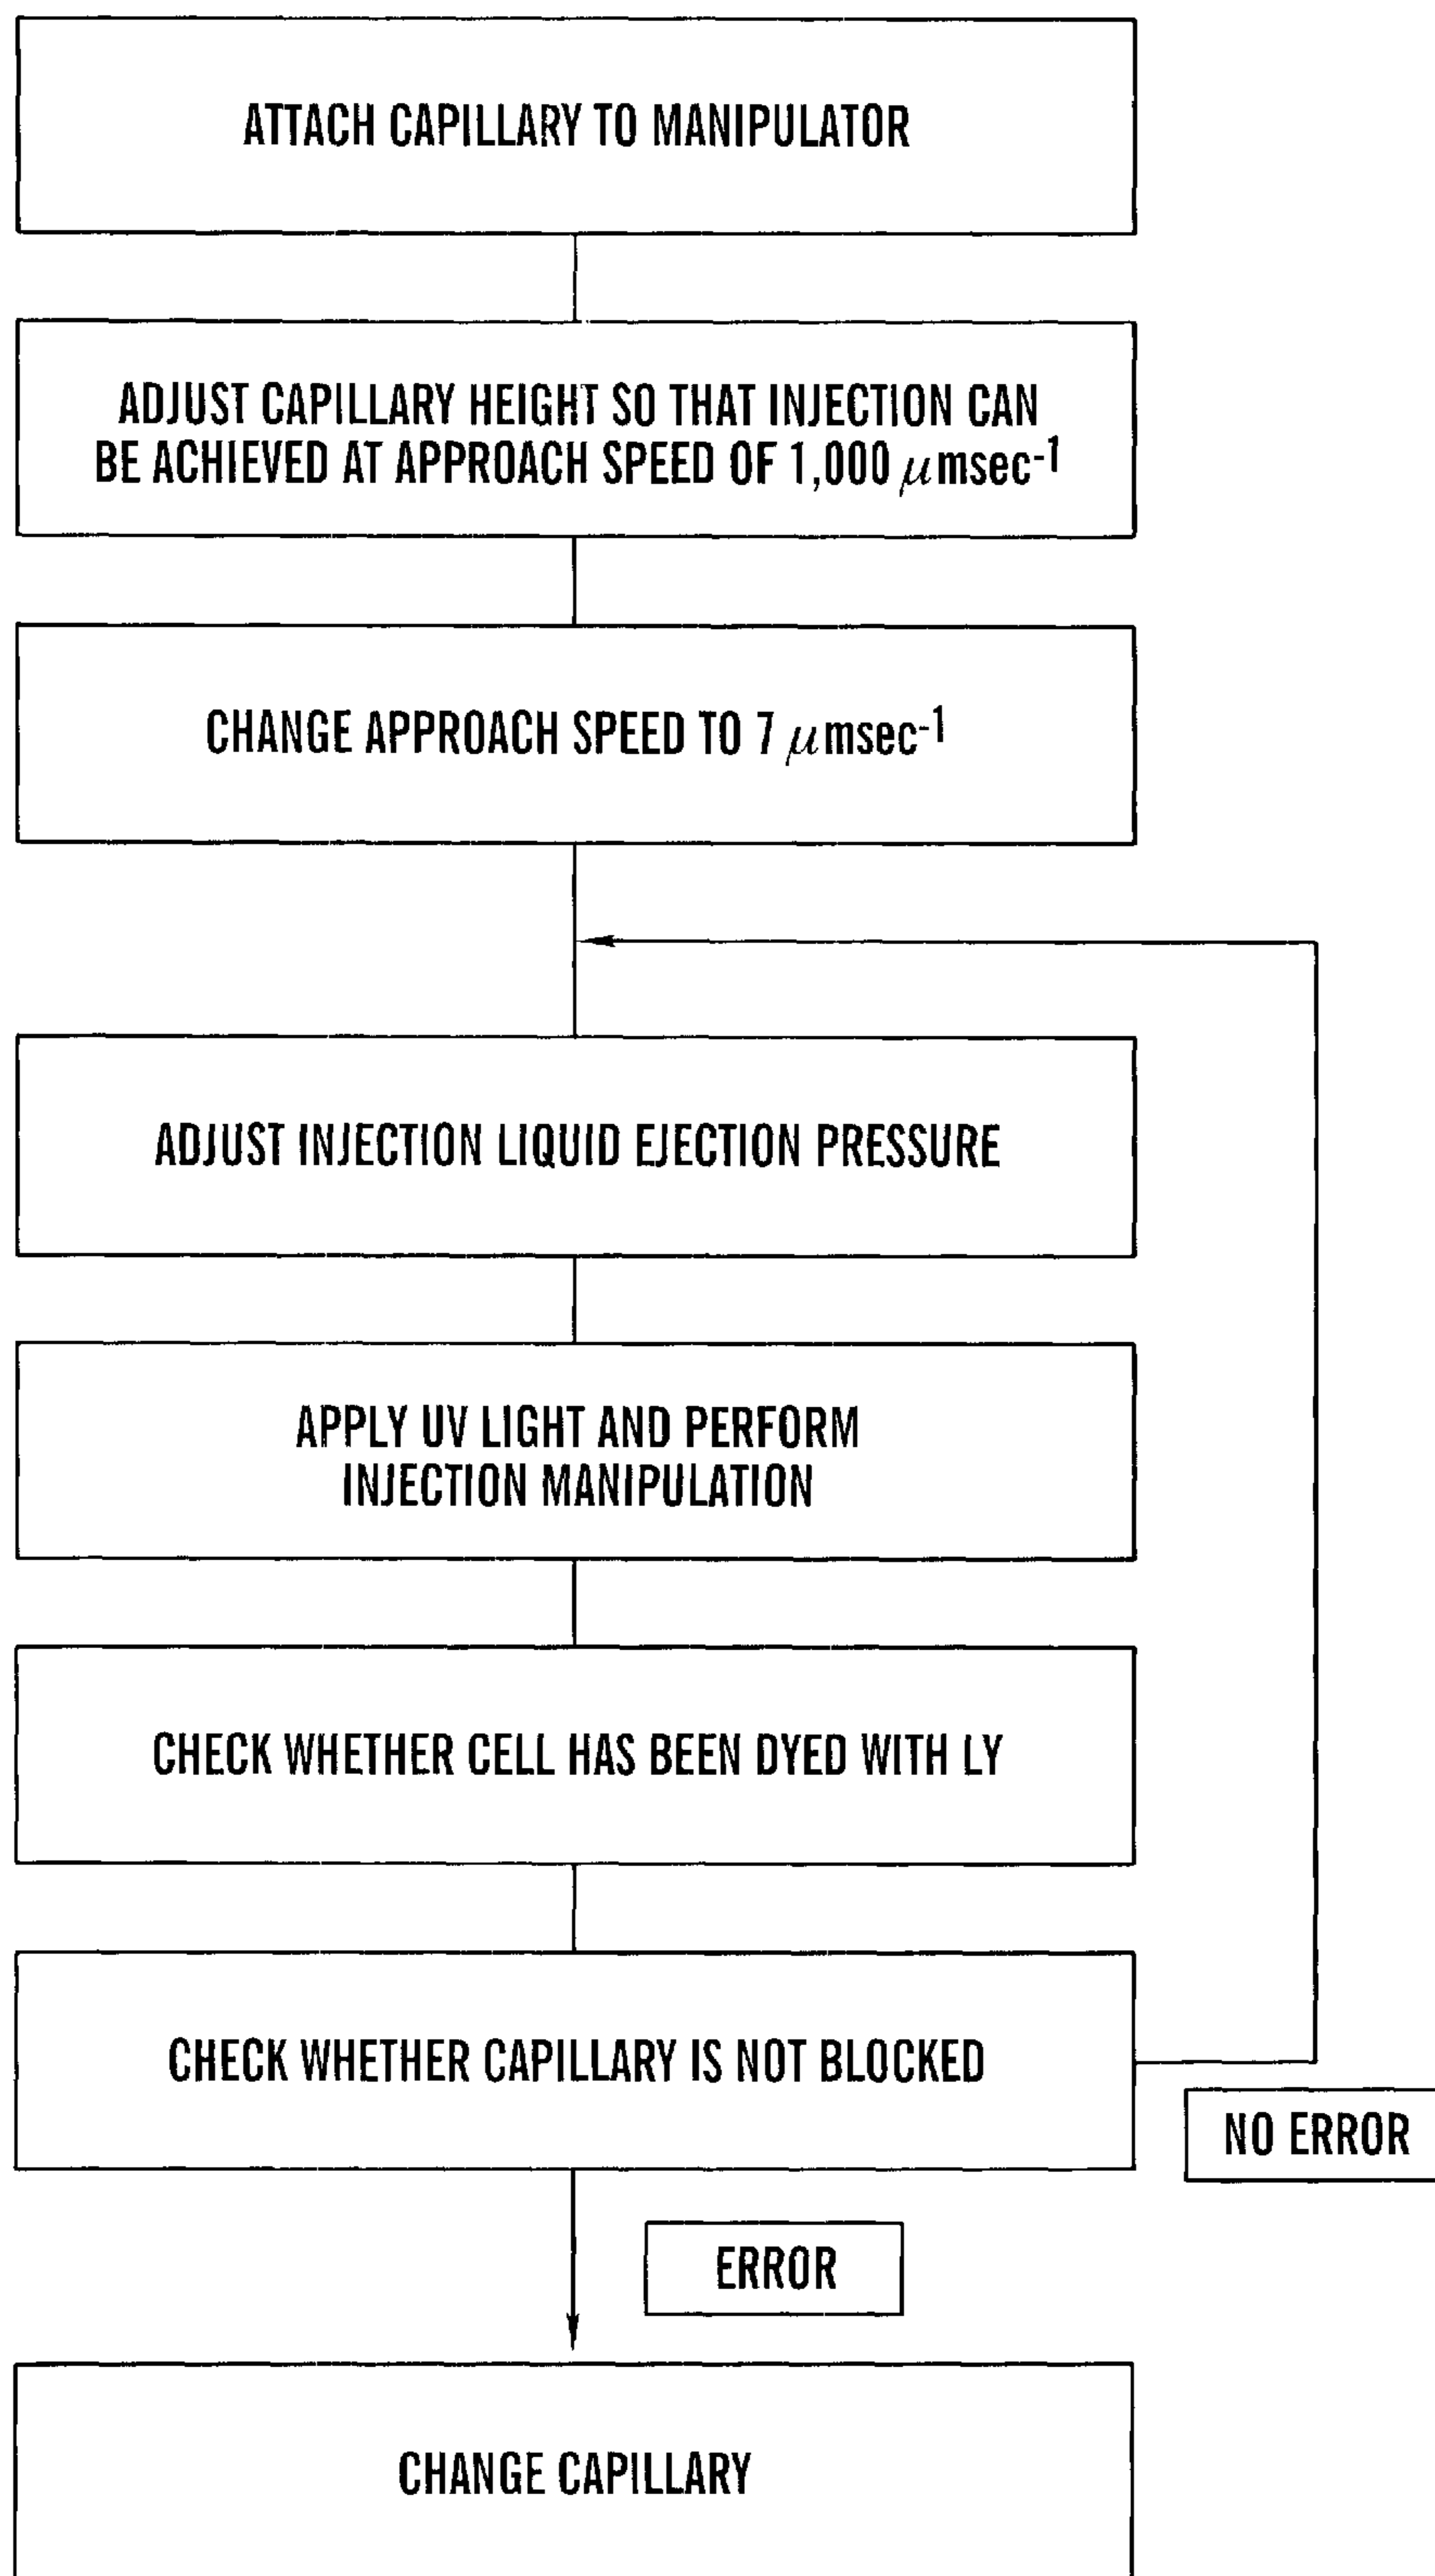 ATTACH CAPILLARY TO MANIPULATOR
ADJUST CAPILLARY HEIGHT SO THAT INJECTION CAN
BE ACHIEVED AT APPROACH SPEED OF 1,000 μmsec⁻¹
CHANGE APPROACH SPEED TO 7 μmsec⁻¹
ADJUST INJECTION LIQUID EJECTION PRESSURE
APPLY UV LIGHT AND PERFORM
INJECTION MANIPULATION
CHECK WHETHER CELL HAS BEEN DYED WITH LY
CHECK WHETHER CAPILLARY IS NOT BLOCKED
NO ERROR
ERROR
CHANGE CAPILLARY